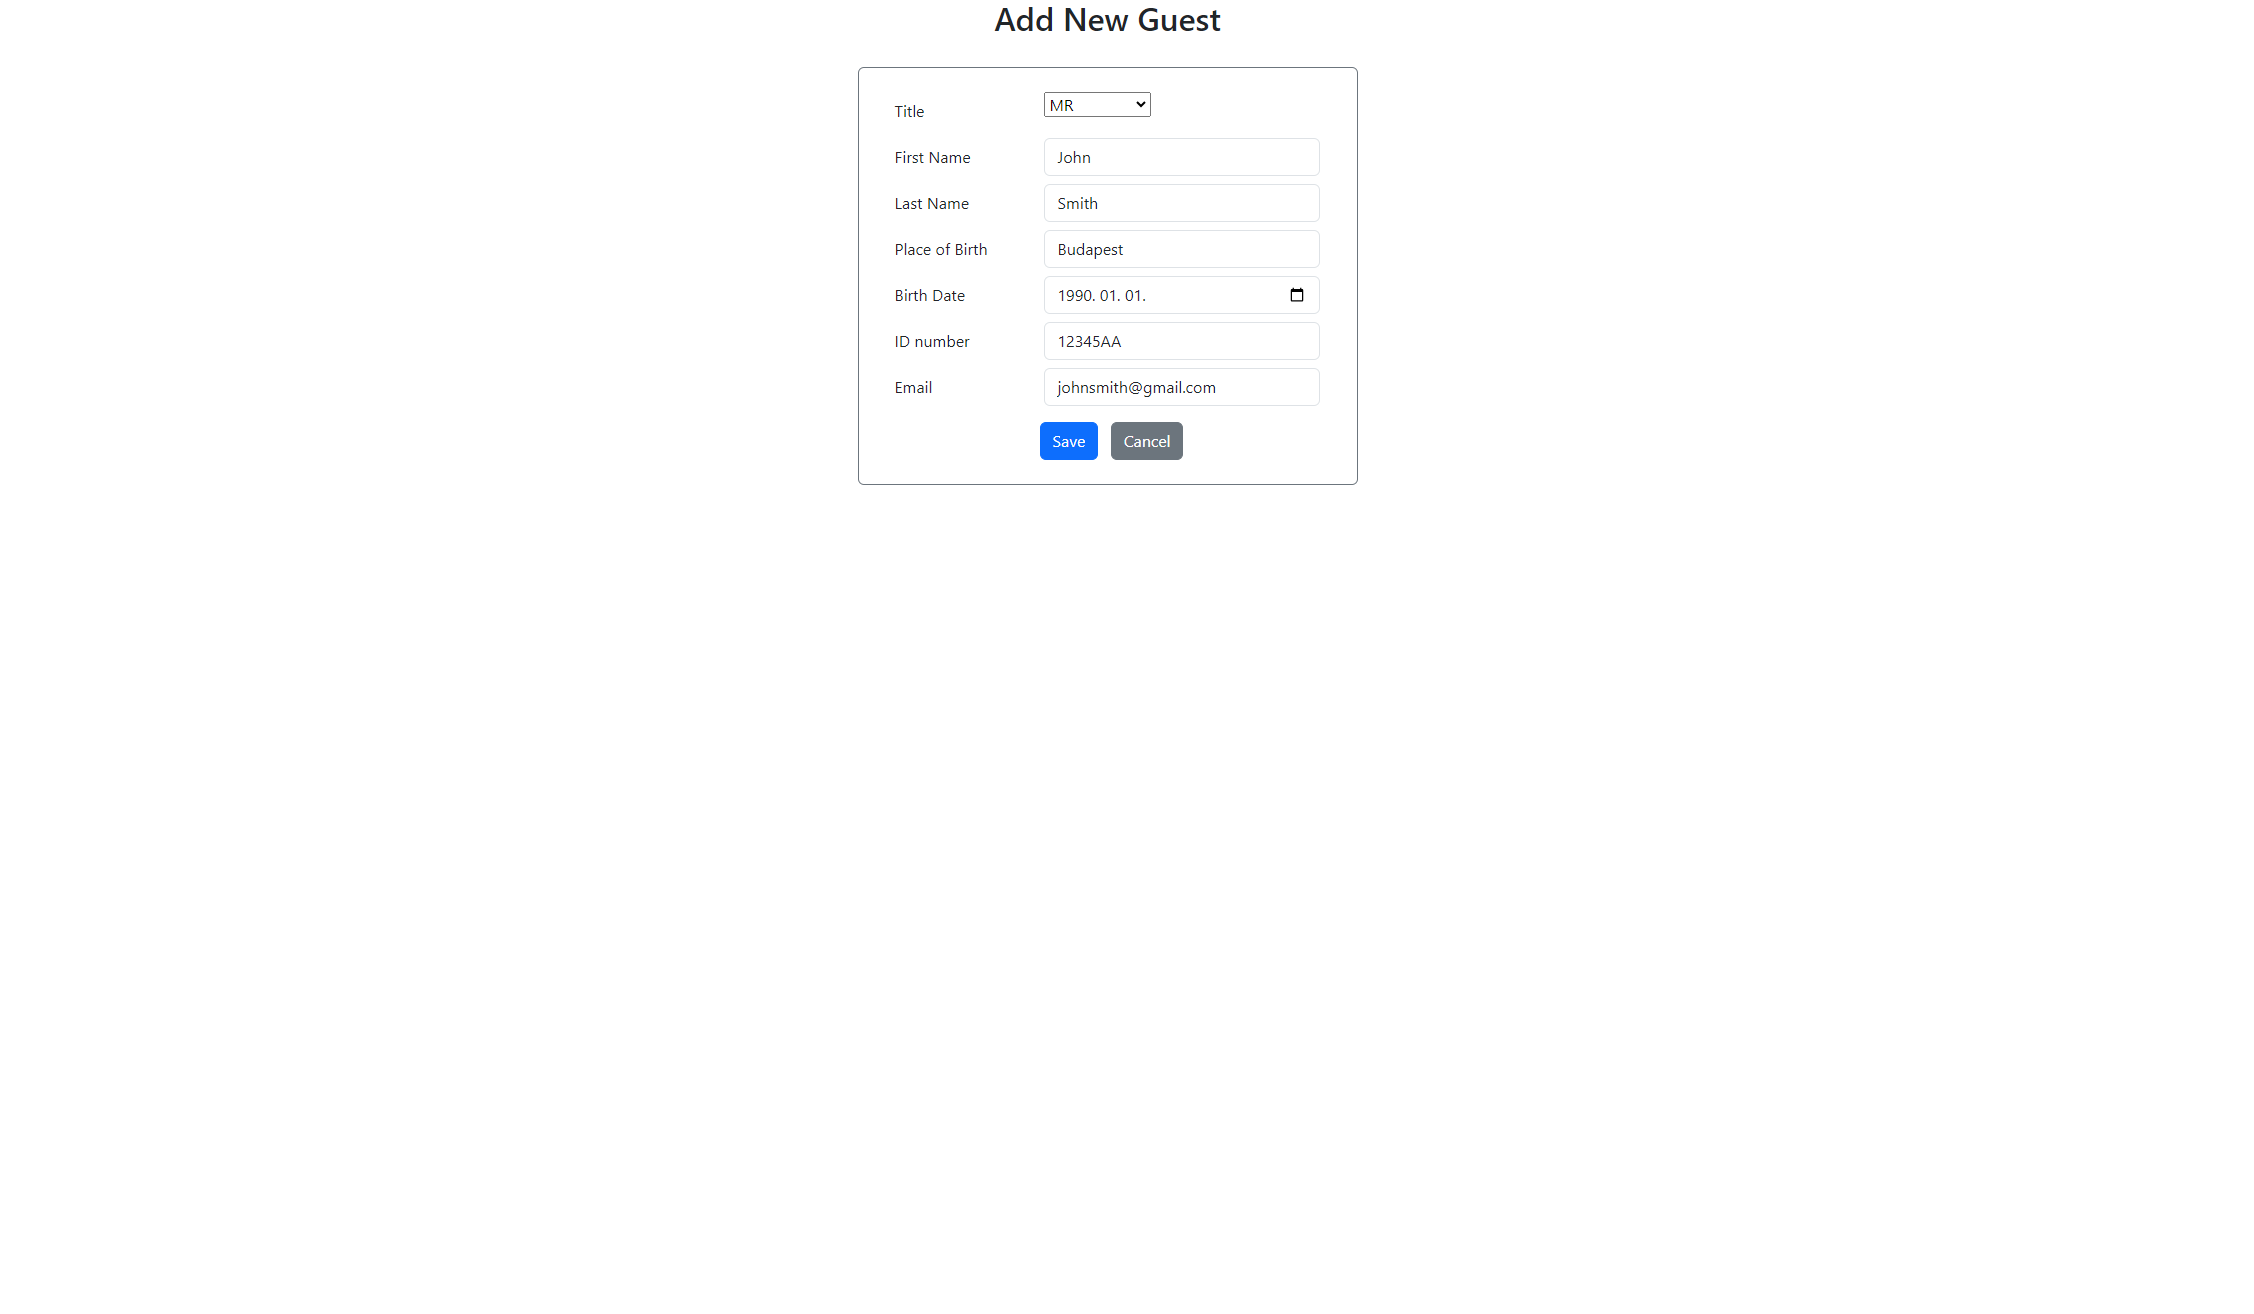 Add New Guest
Title MR
First Name John
Last Name Smith
Place of Birth Budapest
Birth Date 1990. 01. 01.
ID number 12345AA
Email johnsmith@gmail.com
Save Cancel